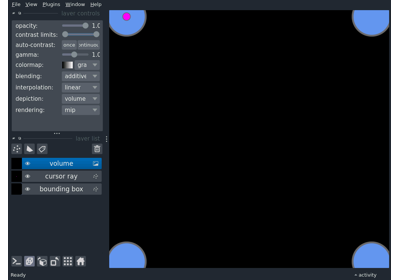 File View Plugins Window Help
layer controls
opacity: 1.0
contrast limits:
auto-contrast: once
gamma: 1.0
colormap: gra
blending: additive
interpolation: linear
depiction: volume
rendering: mip
layer list
volume
cursor ray
bounding box
Ready
activity